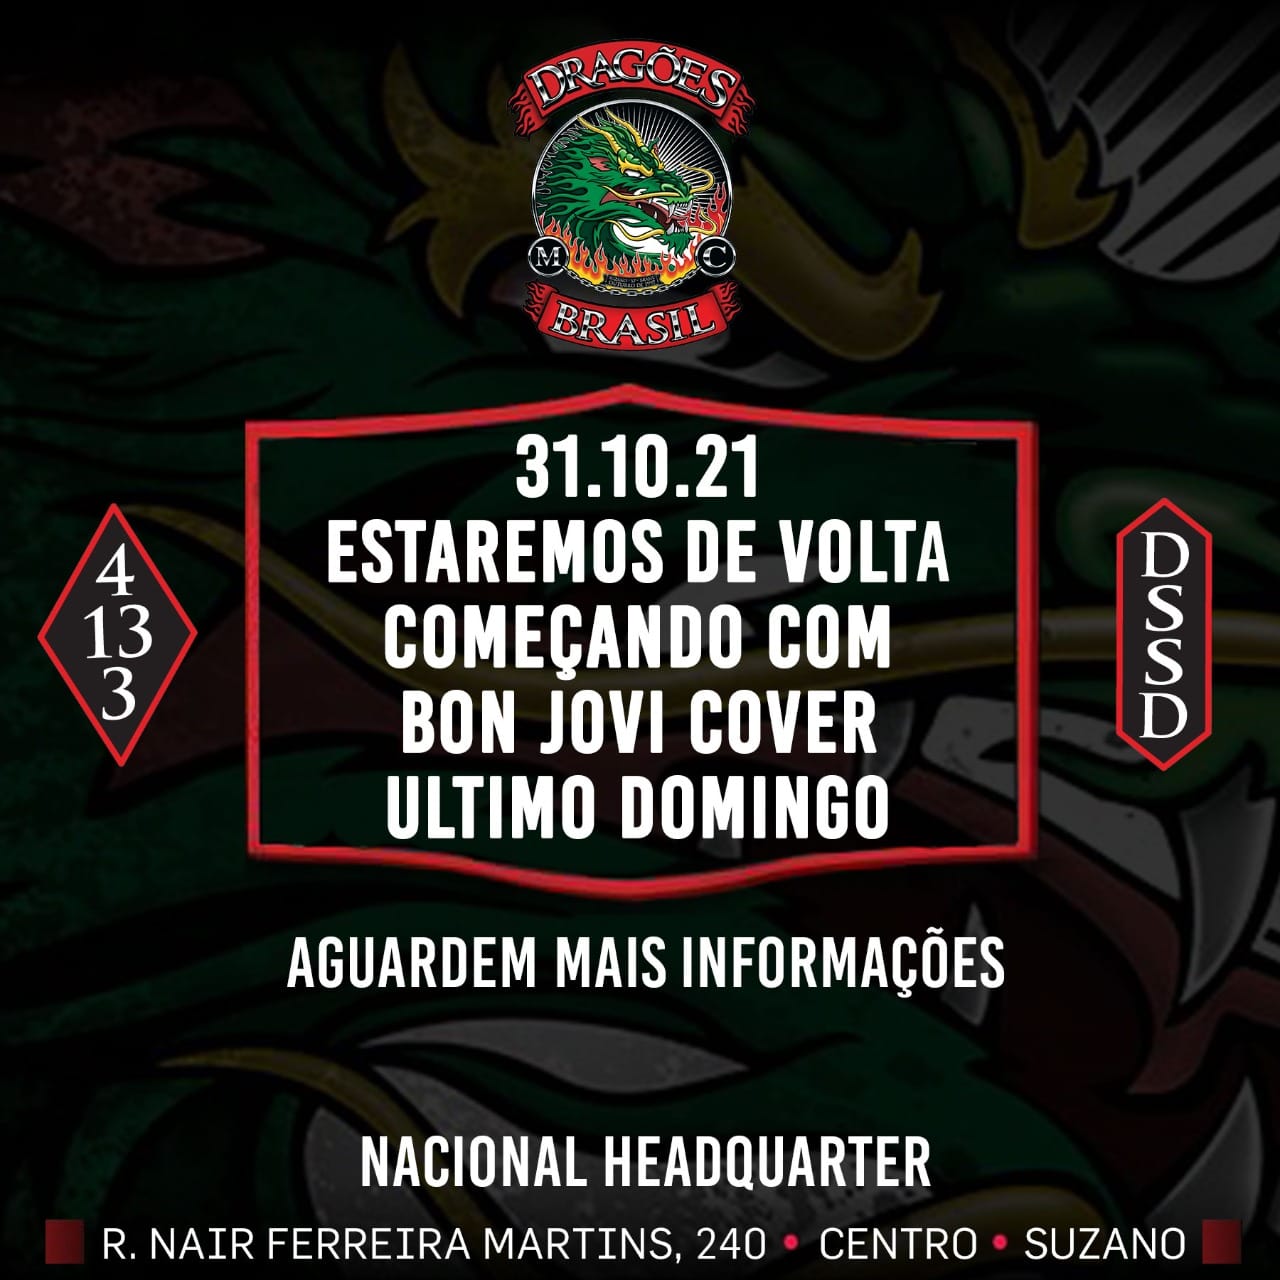 DRAGÕES
M C
BRASIL
31.10.21
ESTAREMOS DE VOLTA
COMEÇANDO COM
BON JOVI COVER
ULTIMO DOMINGO
4
13
3
D
S
S
D
AGUARDEM MAIS INFORMAÇÕES
NACIONAL HEADQUARTER
R. NAIR FERREIRA MARTINS, 240 • CENTRO • SUZANO